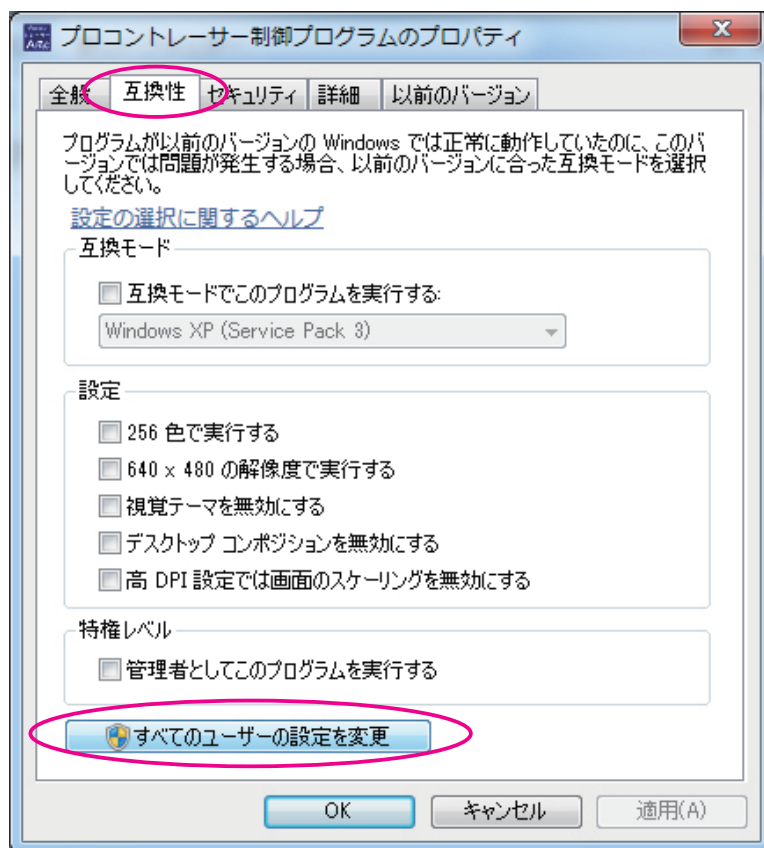 プロコントレーサー制御プログラムのプロパティ
全般 互換性 セキュリティ 詳細 以前のバージョン
プログラムが以前のバージョンの Windows では正常に動作していたのに、このバ
ージョンでは問題が発生する場合、以前のバージョンに合った互換モードを選択
してください。
設定の選択に関するヘルプ
互換モード
互換モードでこのプログラムを実行する:
Windows XP (Service Pack 3)
設定
256 色で実行する
640 x 480 の解像度で実行する
視覚テーマを無効にする
デスクトップ コンポジションを無効にする
高 DPI 設定では画面のスケーリングを無効にする
特権レベル
管理者としてこのプログラムを実行する
すべてのユーザーの設定を変更
OK キャンセル 適用(A)